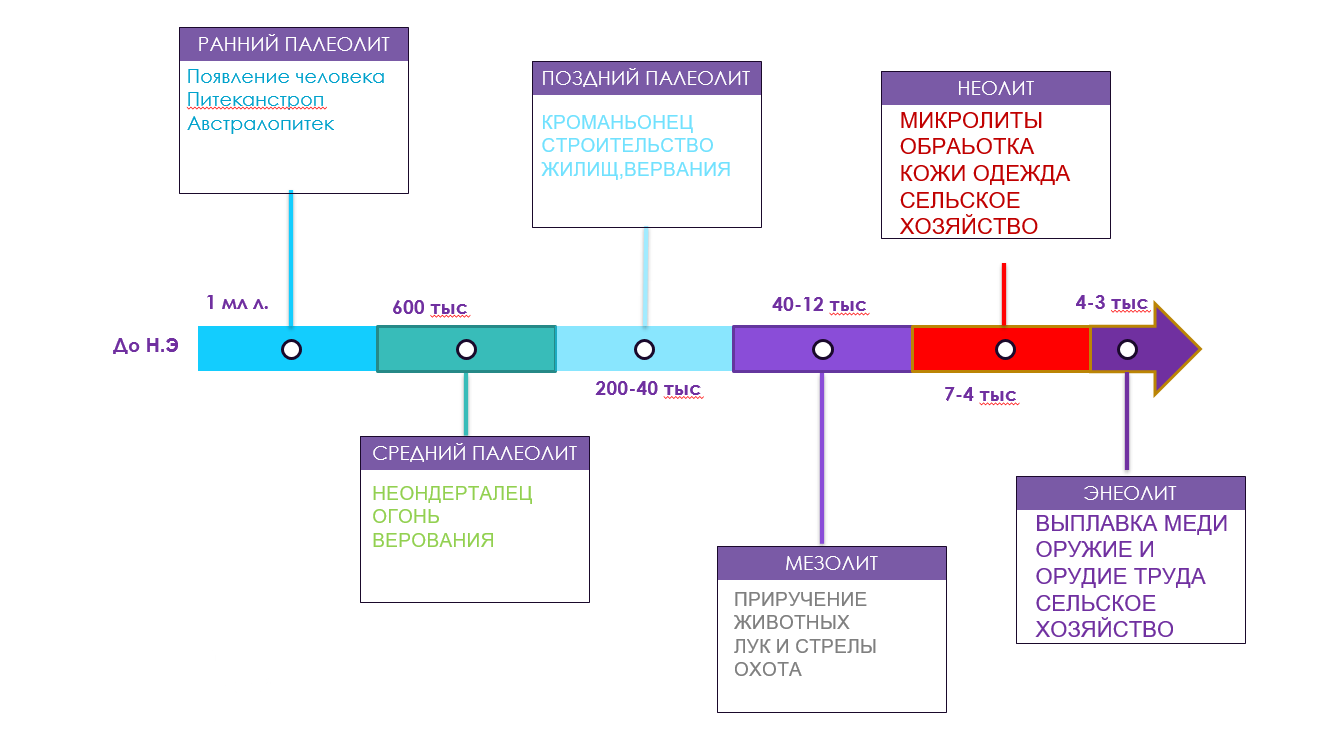 РАННИЙ ПАЛЕОЛИТ
Появление человека
Питеканстроп
Австралопитек
ПОЗДНИЙ ПАЛЕОЛИТ
КРОМАНЬОНЕЦ
СТРОИТЕЛЬСТВО
ЖИЛИЩ,ВЕРВАНИЯ
НЕОЛИТ
МИКРОЛИТЫ
ОБРАЬОТКА
КОЖИ ОДЕЖДА
СЕЛЬСКОЕ
ХОЗЯЙСТВО
До Н.Э
1 мл л.
600 тыс
200-40 тыс
40-12 тыс
7-4 тыс
4-3 тыс
СРЕДНИЙ ПАЛЕОЛИТ
НЕОНДЕРТАЛЕЦ
ОГОНЬ
ВЕРОВАНИЯ
МЕЗОЛИТ
ПРИРУЧЕНИЕ
ЖИВОТНЫХ
ЛУК И СТРЕЛЫ
ОХОТА
ЭНЕОЛИТ
ВЫПЛАВКА МЕДИ
ОРУЖИЕ И
ОРУДИЕ ТРУДА
СЕЛЬСКОЕ
ХОЗЯЙСТВО